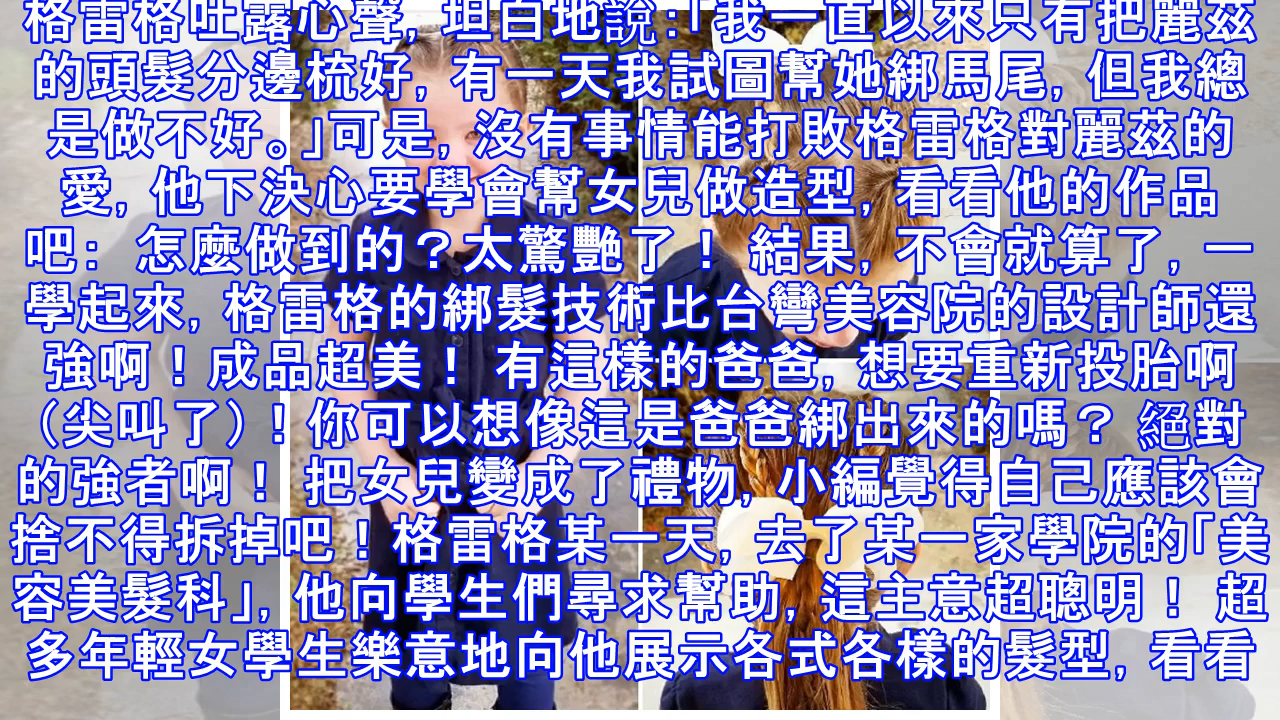 格雷格吐露心聲, 坦白地說:「我一直以來只有把麗茲
的頭髮分邊梳好, 有一天我試圖幫她綁馬尾, 但我總
是做不好。」可是, 沒有事情能打敗格雷格對麗茲的
愛, 他下決心要學會幫女兒做造型, 看看他的作品
吧: 怎麼做到的？太驚艷了！ 結果, 不會就算了, 一
學起來, 格雷格的綁髮技術比台灣美容院的設計師還
強啊！成品超美！ 有這樣的爸爸, 想要重新投胎啊
(尖叫了)！你可以想像這是爸爸綁出來的嗎？ 絕對
的強者啊！ 把女兒變成了禮物, 小編覺得自己應該會
捨不得拆掉吧！格雷格某一天, 去了某一家學院的「美
容美髮科」, 他向學生們尋求幫助, 這主意超聰明！ 超
多年輕女學生樂意地向他展示各式各樣的髮型, 看看